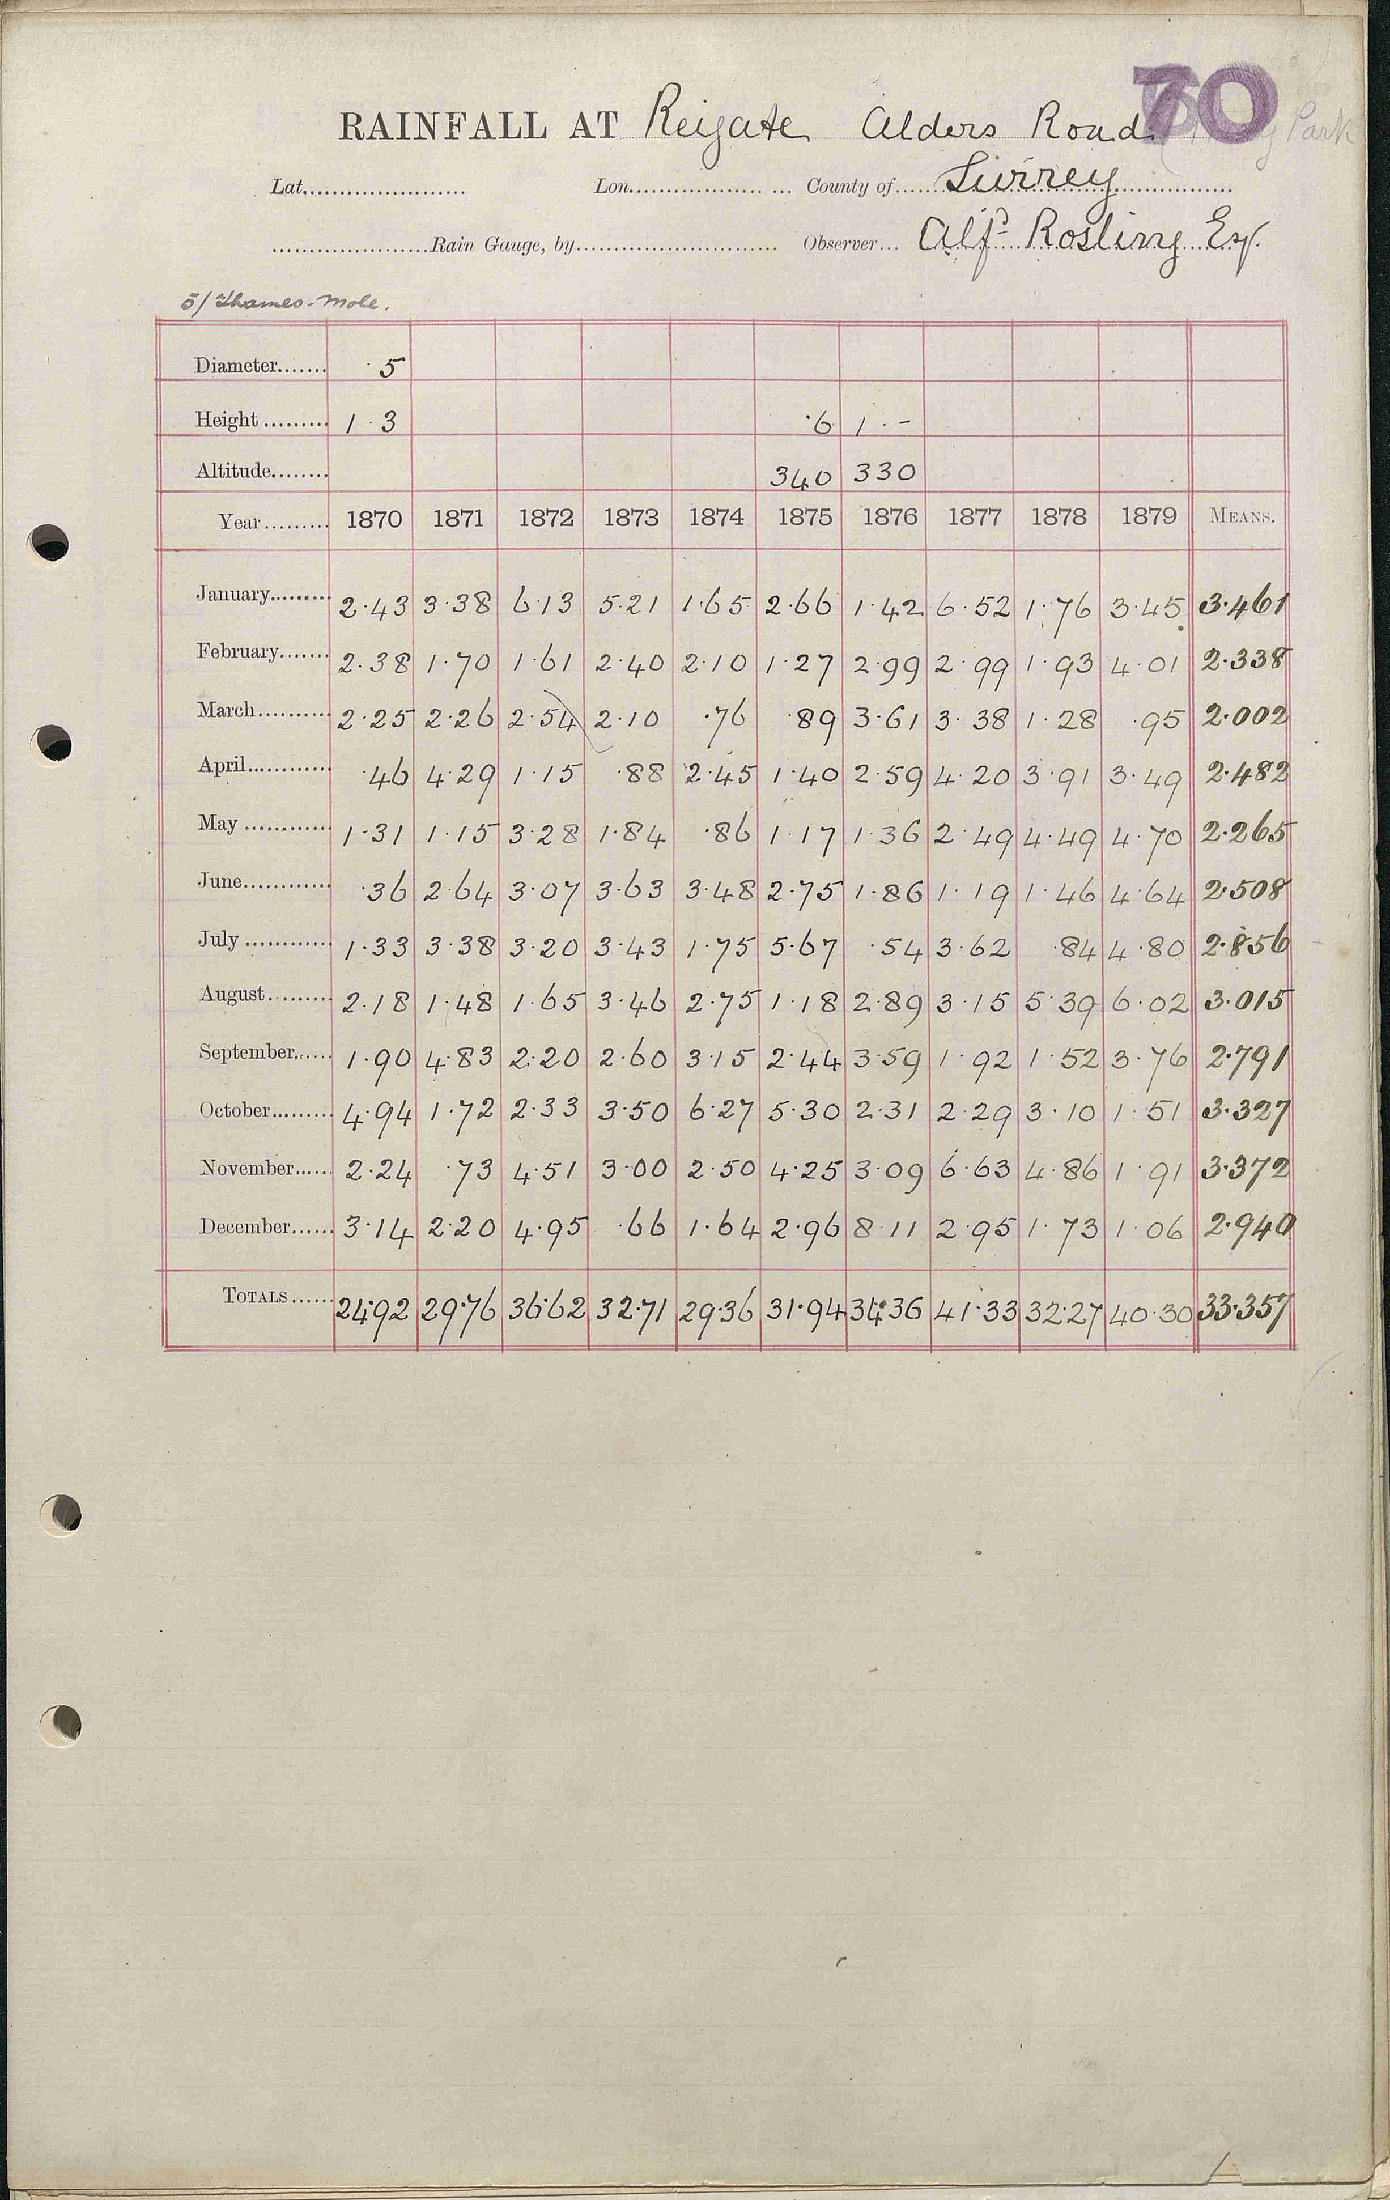 70
RAINFALL AT Reigate Alders Road Park
Lat. Lon. County of Surrey
Rain Gauge, by Observer Alfd Rosling Esq.
5/ Thames-Mole.
Diameter 5
Height 1·3 ·6 1·-
Altitude 340 330
Year 1870 1871 1872 1873 1874 1875 1876 1877 1878 1879 MEANS.
January 2·43 3·38 6·13 5·21 1·65 2·66 1·42 6·52 1·76 3·45 3·461
February 2·38 1·70 1·61 2·40 2·10 1·27 2·99 2·99 1·93 4·01 2·338
March 2·25 2·26 2·54 2·10 ·76 ·89 3·61 3·38 1·28 ·95 2·002
April ·46 4·29 1·15 ·88 2·45 1·40 2·59 4·20 3·91 3·49 2·482
May 1·31 1·15 3·28 1·84 ·86 1·17 1·36 2·49 4·49 4·70 2·265
June ·36 2·64 3·07 3·63 3·48 2·75 1·86 1·19 1·46 4·64 2·508
July 1·33 3·38 3·20 3·43 1·75 5·67 ·54 3·62 ·84 4·80 2·856
August 2·18 1·48 1·65 3·46 2·75 1·18 2·89 3·15 5·39 6·02 3·015
September 1·90 4·83 2·20 2·60 3·15 2·44 3·59 1·92 1·52 3·76 2·791
October 4·94 1·72 2·33 3·50 6·27 5·30 2·31 2·29 3·10 1·51 3·327
November 2·24 ·73 4·51 3·00 2·50 4·25 3·09 6·63 4·86 1·91 3·372
December 3·14 2·20 4·95 ·66 1·64 2·96 8·11 2·95 1·73 1·06 2·940
TOTALS 24·92 29·76 36·62 32·71 29·36 31·94 34·36 41·33 32·27 40·30 33·357